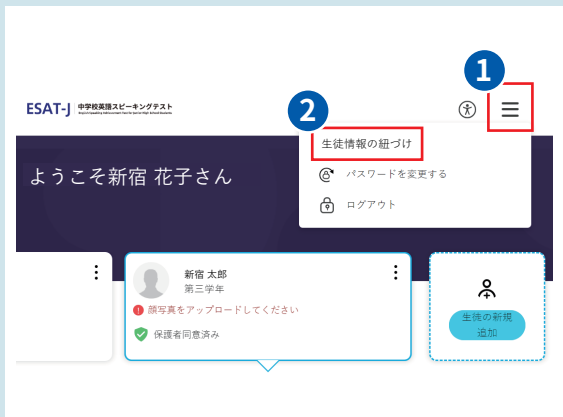 1
2
ESAT-J 中学校英語スピーキングテスト
生徒情報の紐づけ
ようこそ新宿 花子さん
パスワードを変更する
ログアウト
新宿 太郎
第三学年
顔写真をアップロードしてください
保護者同意済み
生徒の新規
追加